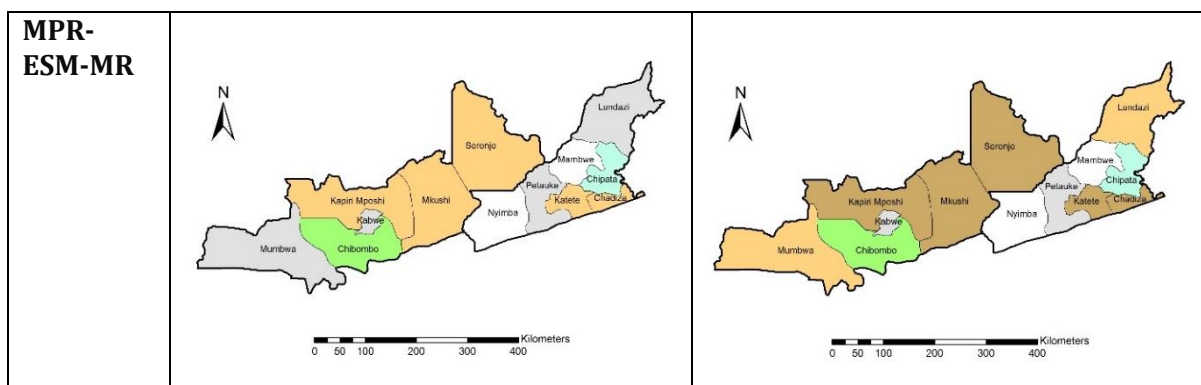 MPR-
ESM-MR
N
Lundazi
Serenje
Mambwe
Chipata
Petauke
Katete
Chadiza
Mkushi
Kapiri Mposhi
Nyimba
Kabwe
Mumbwa
Chibombo
Kilometers
0 50 100 200 300 400
N
Lundazi
Serenje
Mambwe
Chipata
Petauke
Katete
Chadiza
Mkushi
Kapiri Mposhi
Nyimba
Kabwe
Mumbwa
Chibombo
Kilometers
0 50 100 200 300 400